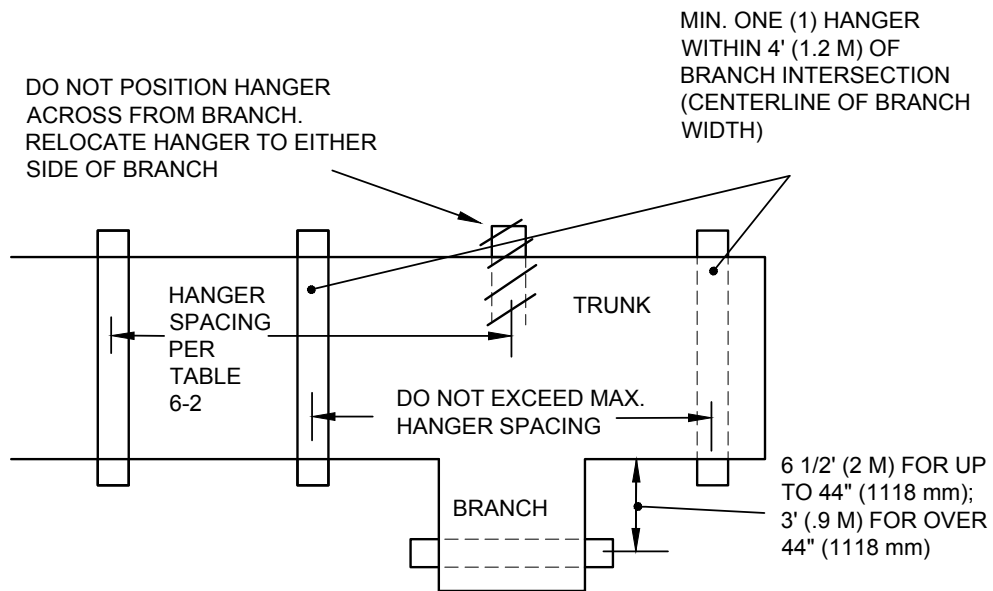 MIN. ONE (1) HANGER
WITHIN 4' (1.2 M) OF
BRANCH INTERSECTION
(CENTERLINE OF BRANCH
WIDTH)
DO NOT POSITION HANGER
ACROSS FROM BRANCH.
RELOCATE HANGER TO EITHER
SIDE OF BRANCH
HANGER
SPACING
PER
TABLE
6-2
TRUNK
DO NOT EXCEED MAX.
HANGER SPACING
BRANCH
6 1/2' (2 M) FOR UP
TO 44" (1118 mm);
3' (.9 M) FOR OVER
44" (1118 mm)